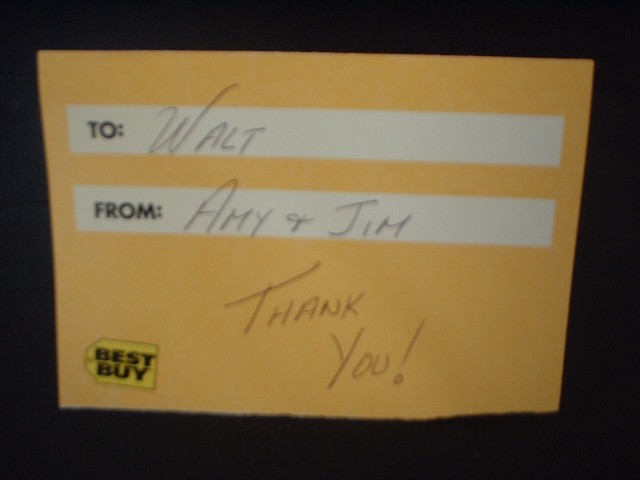 TO: WALT
FROM: AMY & JIM
THANK
YOU!
BEST
BUY